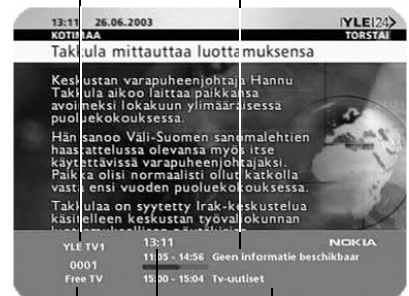 13:11 26.06.2003 YLE24
KOTIMAA TORSTAI
Takkula mittauttaa luottamuksensa
Keskustan varapuheenjohtaja Hannu
Takkula aikoo laittaa paikkansa
avoimeksi lokakuun ylimääräisessä
puoluekokouksessa.
Hän sanoo Väli-Suomen sanomalehtien
haastattelussa olevansa myös itse
käytettävissä varapuheenjohtajaksi.
Paikka olisi normaalisti ollut katkolla
vasta ensi vuoden puoluekokouksessa.
Takkulaa on syytetty Irak-keskustelua
käsitelleen keskustan työvaliokunnan
YLE TV1 13:11 NOKIA
11:05 - 14:56 Geen informatie beschikbaar
0001
Free TV 15:00 - 15:04 Tv-uutiset